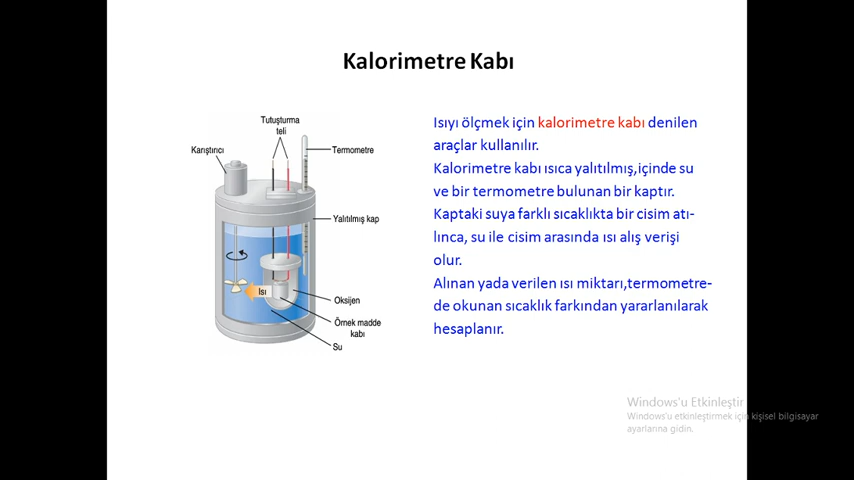 Kalorimetre Kabı
Tutuşturma
teli
Karıştırıcı
Termometre
Yalıtılmış kap
Isı
Oksijen
Örnek madde
kabı
Su
Isıyı ölçmek için kalorimetre kabı denilen
araçlar kullanılır.
Kalorimetre kabı ısıca yalıtılmış,içinde su
ve bir termometre bulunan bir kaptır.
Kaptaki suya farklı sıcaklıkta bir cisim atı-
lınca, su ile cisim arasında ısı alış verişi
olur.
Alınan yada verilen ısı miktarı,termometre-
de okunan sıcaklık farkından yararlanılarak
hesaplanır.
Windows'u Etkinleştir
Windows'u etkinleştirmek için kişisel bilgisayar
ayarlarına gidin.